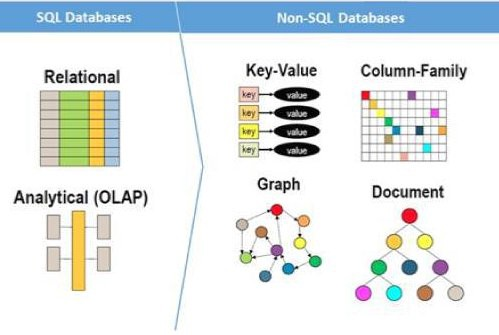 SQL Databases
Non-SQL Databases
Relational
Analytical (OLAP)
Key-Value
key value
key value
key value
key value
Column-Family
Graph
Document